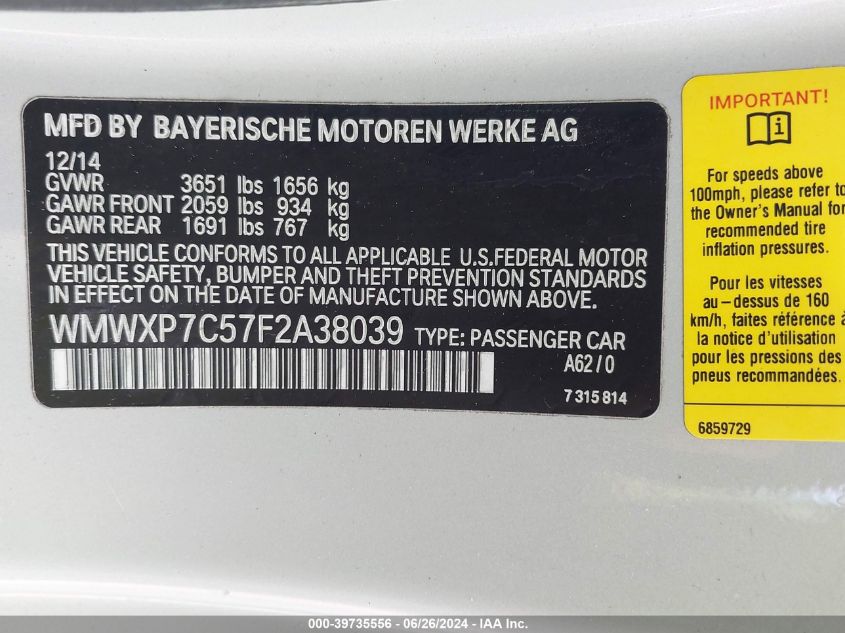 MFD BY BAYERISCHE MOTOREN WERKE AG
12/14
GVWR 3651 lbs 1656 kg
GAWR FRONT 2059 lbs 934 kg
GAWR REAR 1691 lbs 767 kg
THIS VEHICLE CONFORMS TO ALL APPLICABLE U.S.FEDERAL MOTOR
VEHICLE SAFETY, BUMPER AND THEFT PREVENTION STANDARDS
IN EFFECT ON THE DATE OF MANUFACTURE SHOWN ABOVE.
WMWXP7C57F2A38039 TYPE: PASSENGER CAR
A62/0
7315814
IMPORTANT!
For speeds above
100mph, please refer to
the Owner's Manual for
recommended tire
inflation pressures.
Pour les vitesses
au-dessus de 160
km/h, faites référence à
la notice d'utilisation
pour les pressions des
pneus recommandées.
6859729
000-39735556 - 06/26/2024 - IAA Inc.